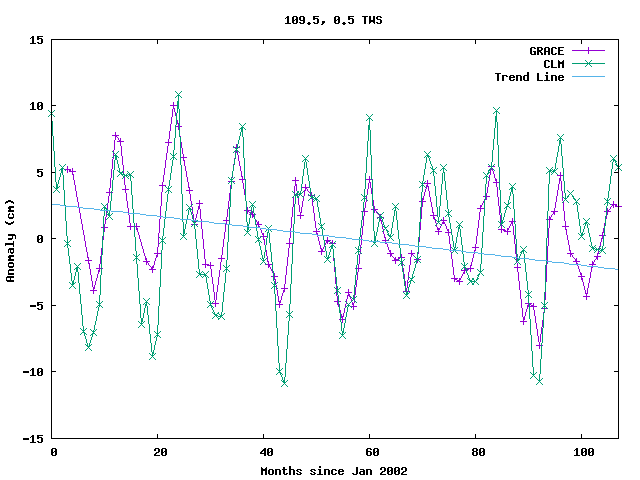 109.5, 0.5 TWS
GRACE
CLM
Trend Line
15
10
5
0
-5
-10
-15
Anomaly (cm)
0 20 40 60 80 100
Months since Jan 2002